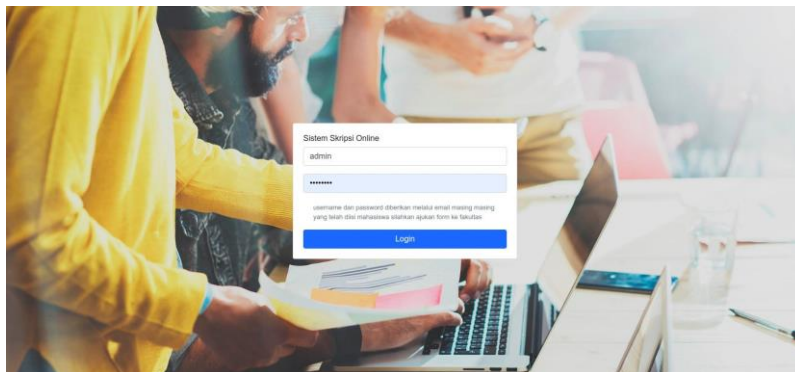 Sistem Skripsi Online
admin
••••••••
username dan password diberikan melalui email masing masing
yang telah diisi mahasiswa silahkan ajukan form ke fakultas
Login